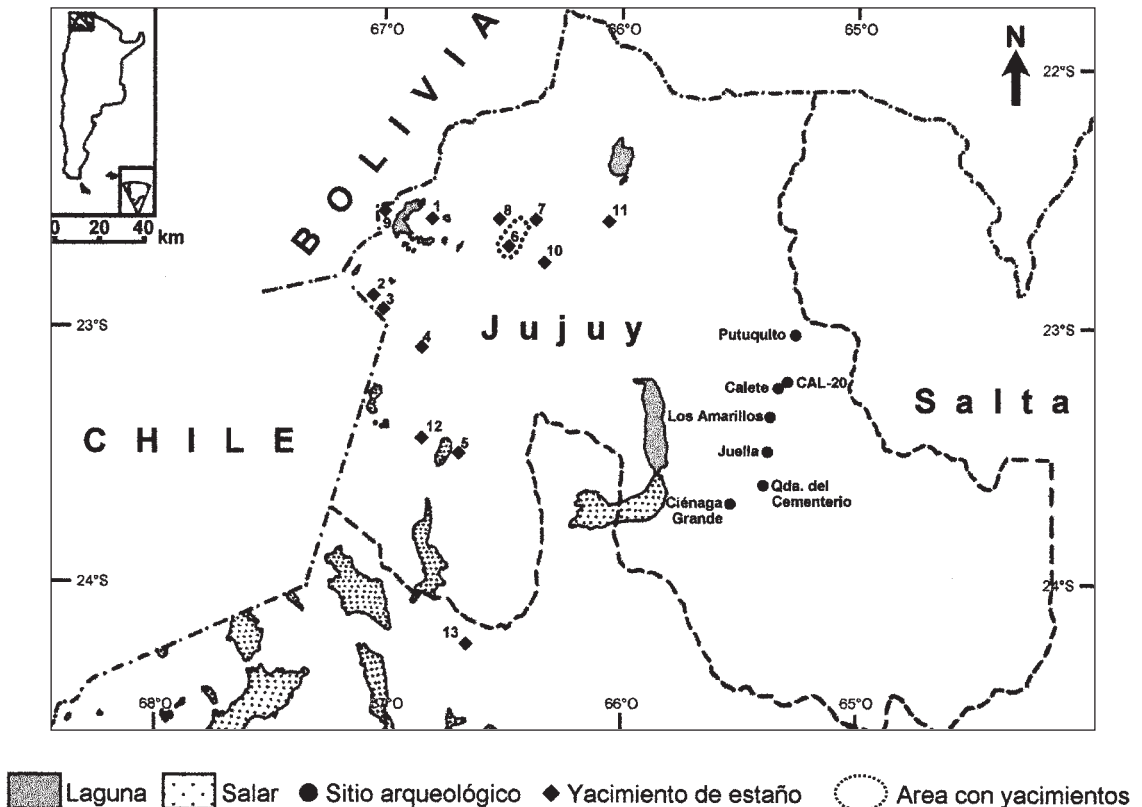 67°O
66°O
65°O
N
22°S
BOLIVIA
0 20 40
km
1
9
8
7
11
6
10
2
3
23°S
23°S
Jujuy
4
Putuquito
Calete
CAL-20
Salta
Los Amarillos
CHILE
12
5
Juella
Qda. del
Cementerio
Ciénaga
Grande
24°S
24°S
13
68°O
67°O
66°O
65°O
Laguna
Salar
Sitio arqueológico
Yacimiento de estaño
Area con yacimientos